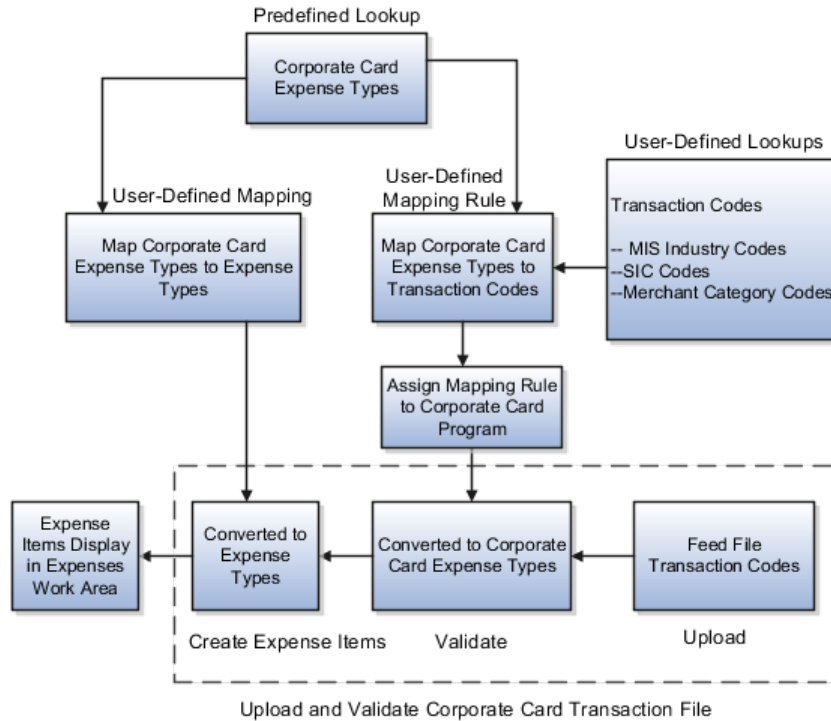 Predefined Lookup
Corporate Card
Expense Types
User-Defined Lookups
User-Defined Mapping
User-Defined
Mapping Rule
Map Corporate Card
Expense Types to Expense
Types
Map Corporate Card
Expense Types to
Transaction Codes
Transaction Codes
-- MIS Industry Codes
--SIC Codes
--Merchant Category Codes
Assign Mapping Rule
to Corporate Card
Program
Expense
Items Display
in Expenses
Work Area
Converted to
Expense
Types
Converted to Corporate
Card Expense Types
Feed File
Transaction Codes
Create Expense Items
Validate
Upload
Upload and Validate Corporate Card Transaction File